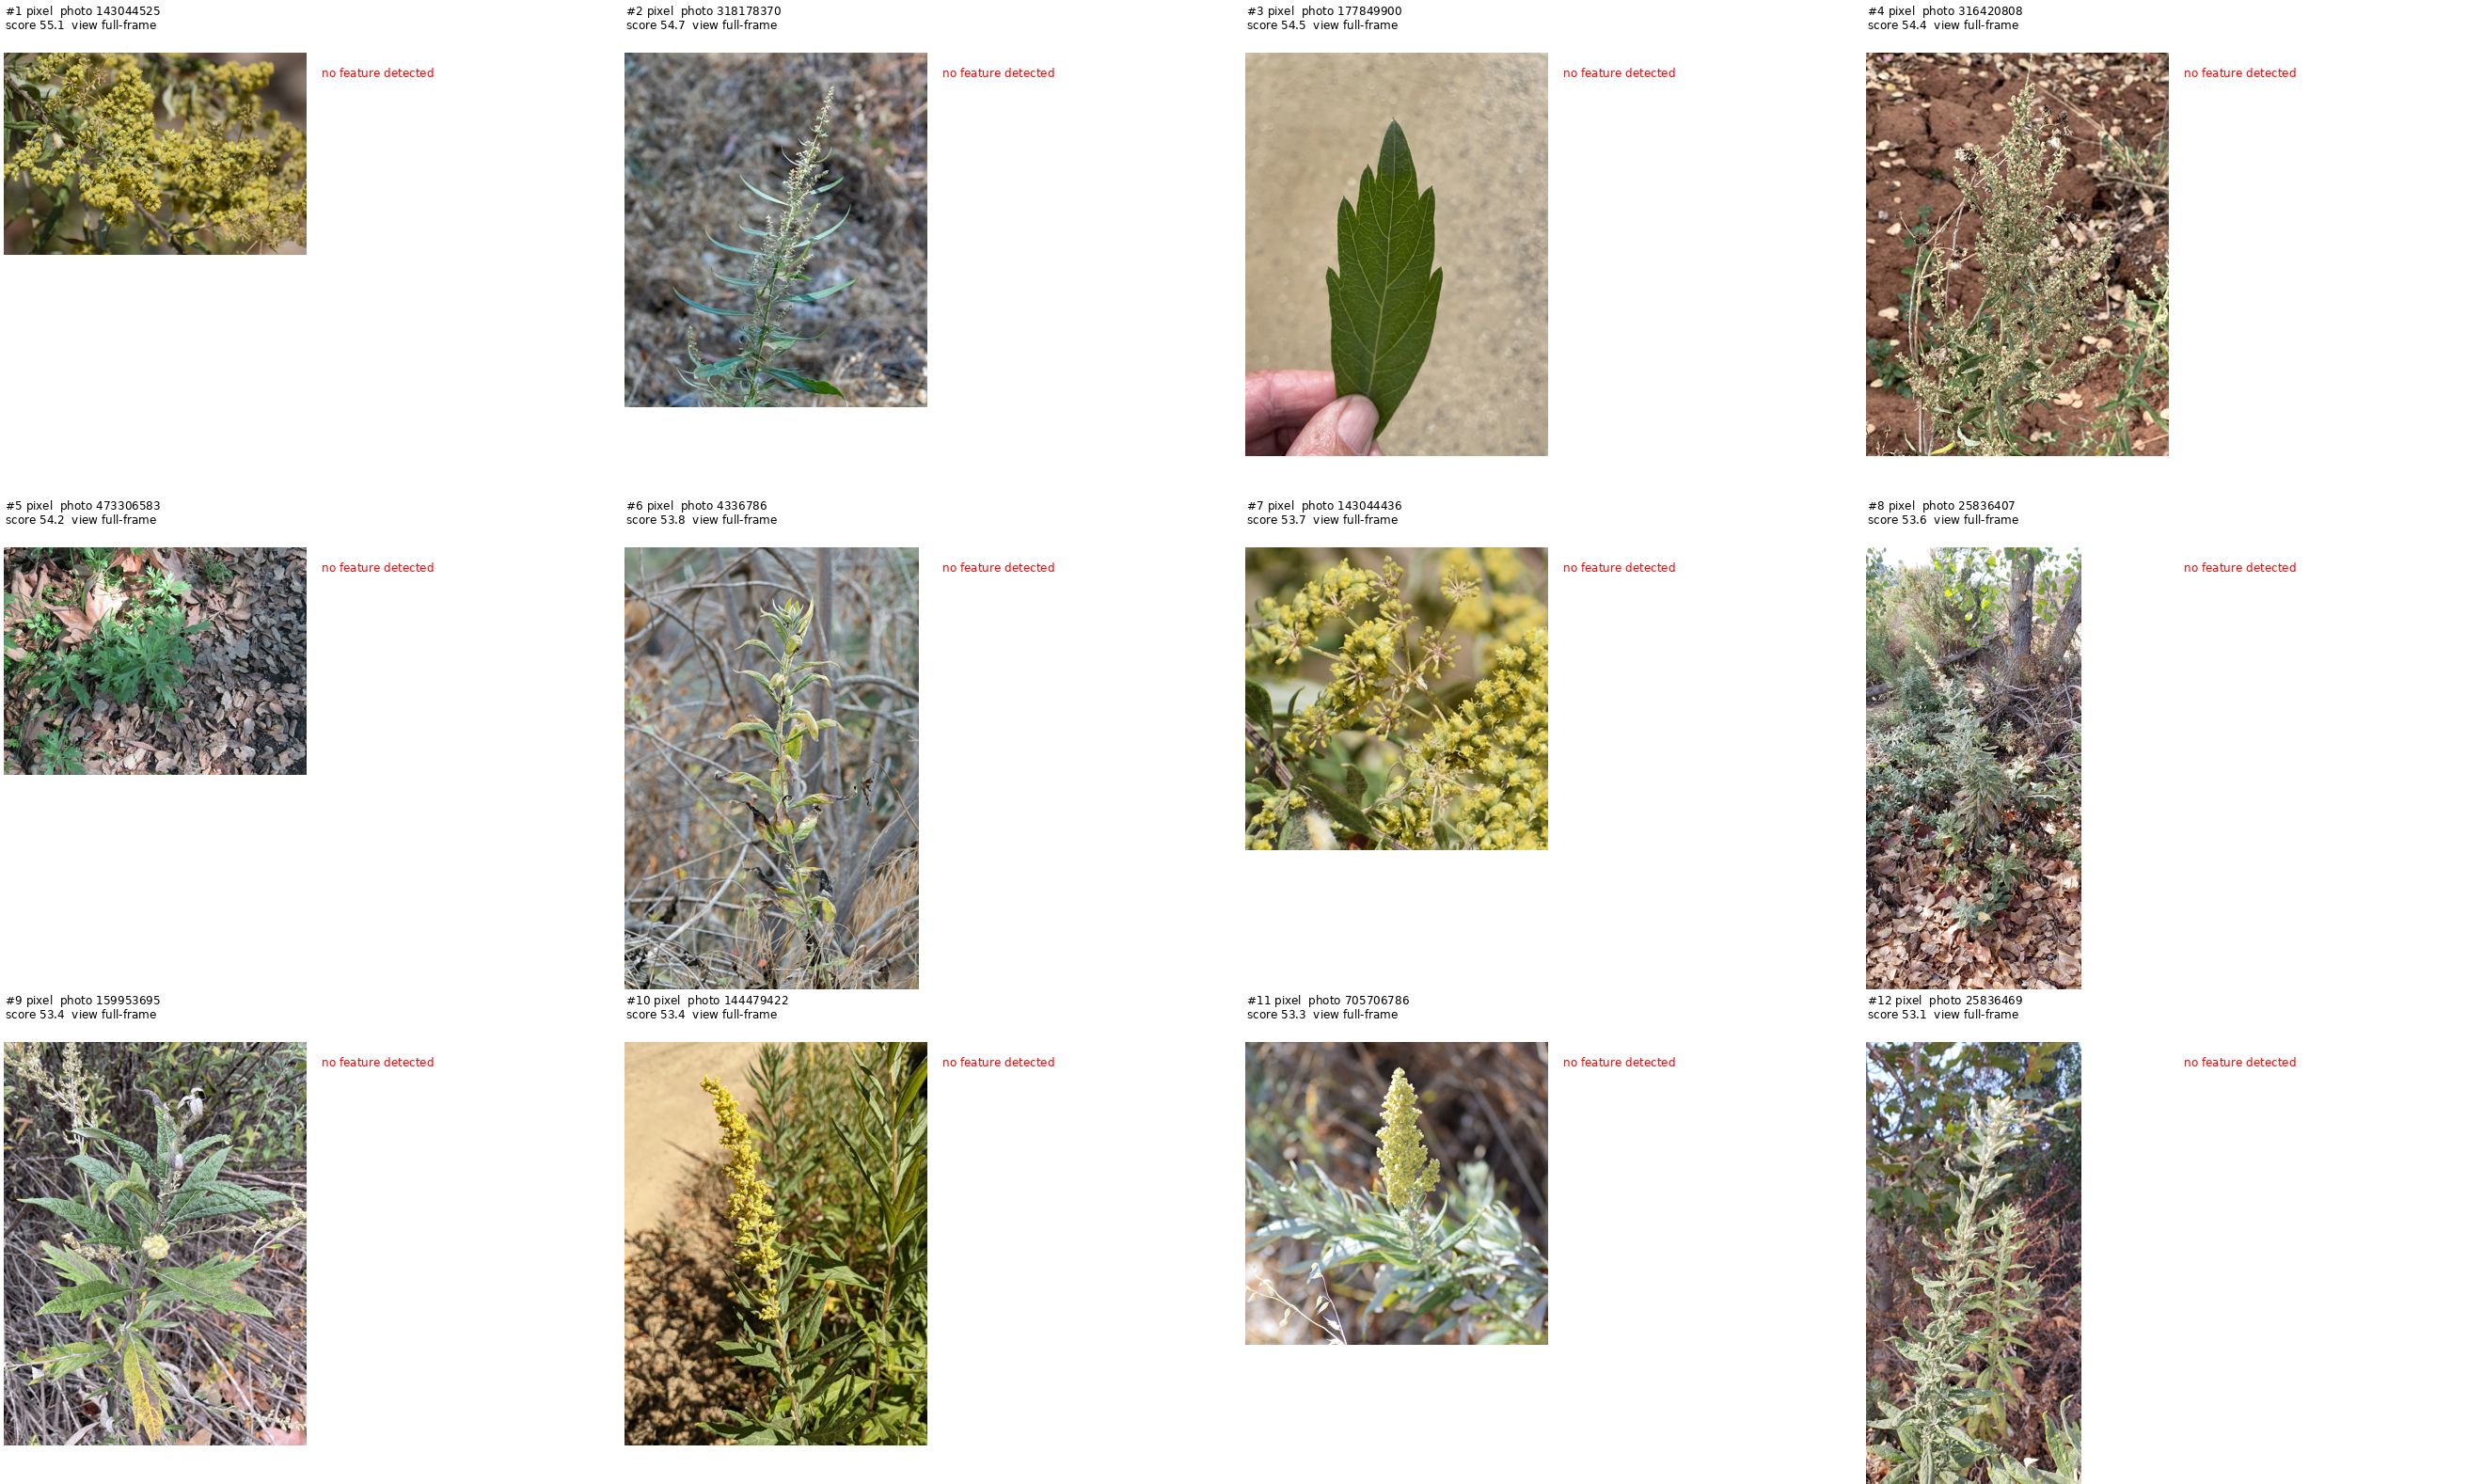 #1 pixel  photo 143044525
score 55.1  view full-frame
no feature detected
#2 pixel  photo 318178370
score 54.7  view full-frame
no feature detected
#3 pixel  photo 177849900
score 54.5  view full-frame
no feature detected
#4 pixel  photo 316420808
score 54.4  view full-frame
no feature detected
#5 pixel  photo 473306583
score 54.2  view full-frame
no feature detected
#6 pixel  photo 4336786
score 53.8  view full-frame
no feature detected
#7 pixel  photo 143044436
score 53.7  view full-frame
no feature detected
#8 pixel  photo 25836407
score 53.6  view full-frame
no feature detected
#9 pixel  photo 159953695
score 53.4  view full-frame
no feature detected
#10 pixel  photo 144479422
score 53.4  view full-frame
no feature detected
#11 pixel  photo 705706786
score 53.3  view full-frame
no feature detected
#12 pixel  photo 25836469
score 53.1  view full-frame
no feature detected